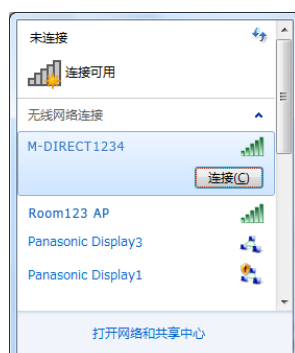 未连接
连接可用
无线网络连接
M-DIRECT1234
连接(C)
Room123 AP
Panasonic Display3
Panasonic Display1
打开网络和共享中心